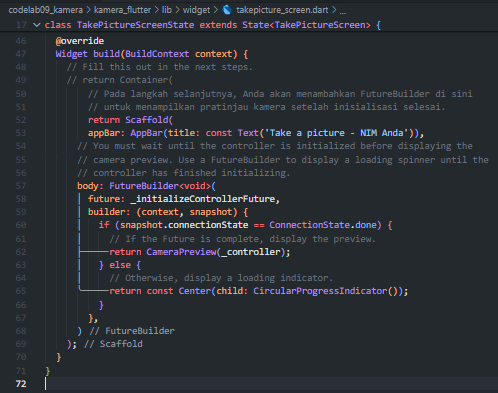 codelab09_kamera > kamera_flutter > lib > widget > takepicture_screen.dart > ...
17 class TakePictureScreenState extends State<TakePictureScreen> {
46 @override
47 Widget build(BuildContext context) {
48 // Fill this out in the next steps.
49 // return Container(
50 // Pada langkah selanjutnya, Anda akan menambahkan FutureBuilder di sini
51 // untuk menampilkan pratinjau kamera setelah inisialisasi selesai.
52 return Scaffold(
53 appBar: AppBar(title: const Text('Take a picture - NIM Anda')),
54 // You must wait until the controller is initialized before displaying the
55 // camera preview. Use a FutureBuilder to display a loading spinner until the
56 // controller has finished initializing.
57 body: FutureBuilder<void>(
58 future: _initializeControllerFuture,
59 builder: (context, snapshot) {
60 if (snapshot.connectionState == ConnectionState.done) {
61 // If the Future is complete, display the preview.
62 return CameraPreview(_controller);
63 } else {
64 // Otherwise, display a loading indicator.
65 return const Center(child: CircularProgressIndicator());
66 }
67 },
68 ) // FutureBuilder
69 ); // Scaffold
70 }
71 }
72